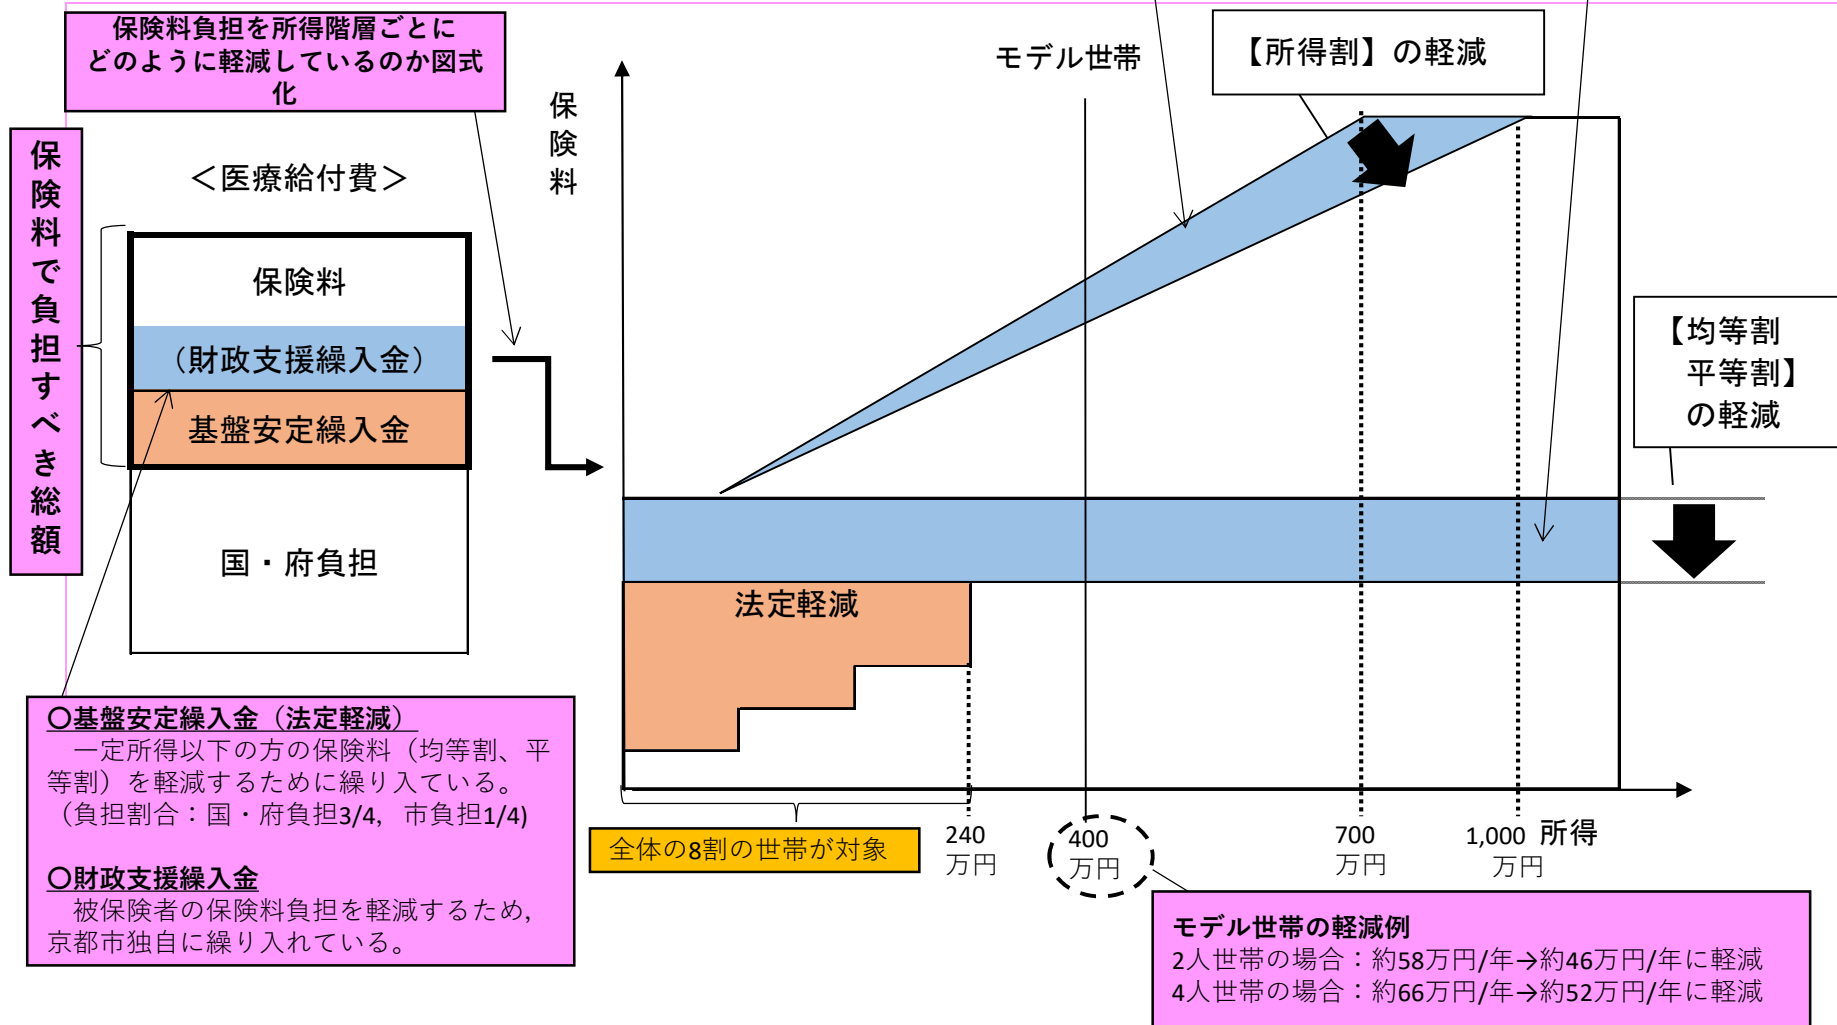 保険料負担を所得階層ごとに
どのように軽減しているのか図式
化
保険料で負担すべき総額
＜医療給付費＞
保険料
（財政支援繰入金）
基盤安定繰入金
国・府負担
保険料
モデル世帯
【所得割】の軽減
【均等割
平等割】
の軽減
法定軽減
全体の8割の世帯が対象
240
万円
400
万円
700
万円
1,000
万円
所得
〇基盤安定繰入金（法定軽減）
一定所得以下の方の保険料（均等割、平
等割）を軽減するために繰り入ている。
（負担割合：国・府負担3/4，市負担1/4)
〇財政支援繰入金
被保険者の保険料負担を軽減するため，
京都市独自に繰り入れている。
モデル世帯の軽減例
2人世帯の場合：約58万円/年→約46万円/年に軽減
4人世帯の場合：約66万円/年→約52万円/年に軽減